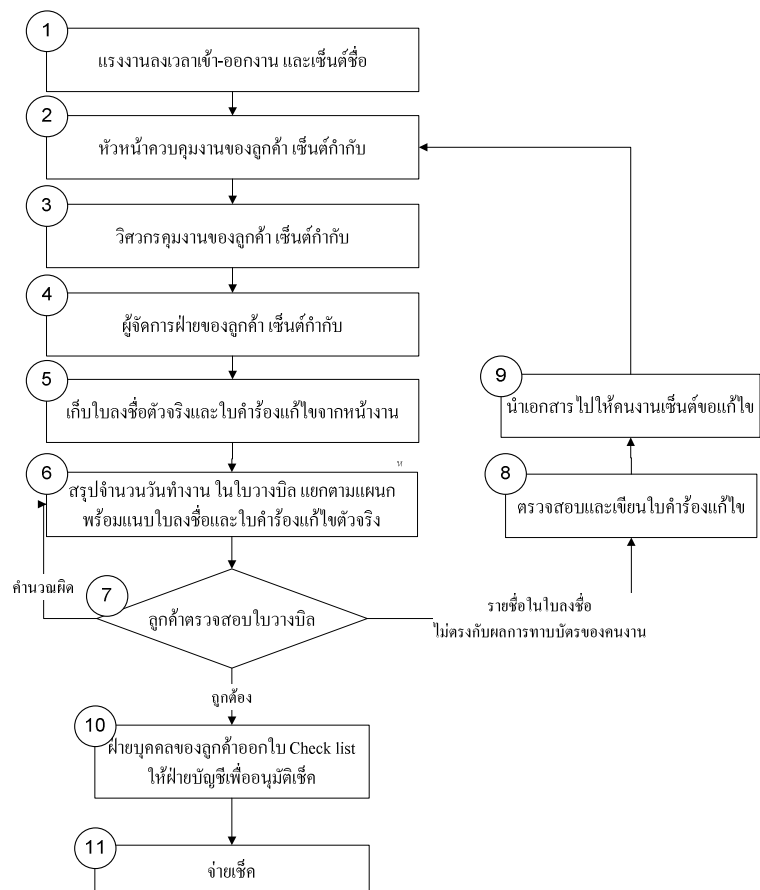 1
แรงงานลงเวลาเข้า-ออกงาน และเซ็นต์ชื่อ
2
หัวหน้าควบคุมงานของลูกค้า เซ็นต์กำกับ
3
วิศวกรคุมงานของลูกค้า เซ็นต์กำกับ
4
ผู้จัดการฝ่ายของลูกค้า เซ็นต์กำกับ
5
เก็บใบลงชื่อตัวจริงและใบคำร้องแก้ไขจากหน้างาน
ห
6
สรุปจำนวนวันทำงาน ในใบวางบิล แยกตามแผนก
พร้อมแนบใบลงชื่อและใบคำร้องแก้ไขตัวจริง
คำนวณผิด
7
ลูกค้าตรวจสอบใบวางบิล
รายชื่อในใบลงชื่อ
ไม่ตรงกับผลการทาบบัตรของคนงาน
8
ตรวจสอบและเขียนใบคำร้องแก้ไข
9
นำเอกสารไปให้คนงานเซ็นต์ขอแก้ไข
ถูกต้อง
10
ฝ่ายบุคคลของลูกค้าออกใบ Check list
ให้ฝ่ายบัญชีเพื่ออนุมัติเช็ค
11
จ่ายเช็ค